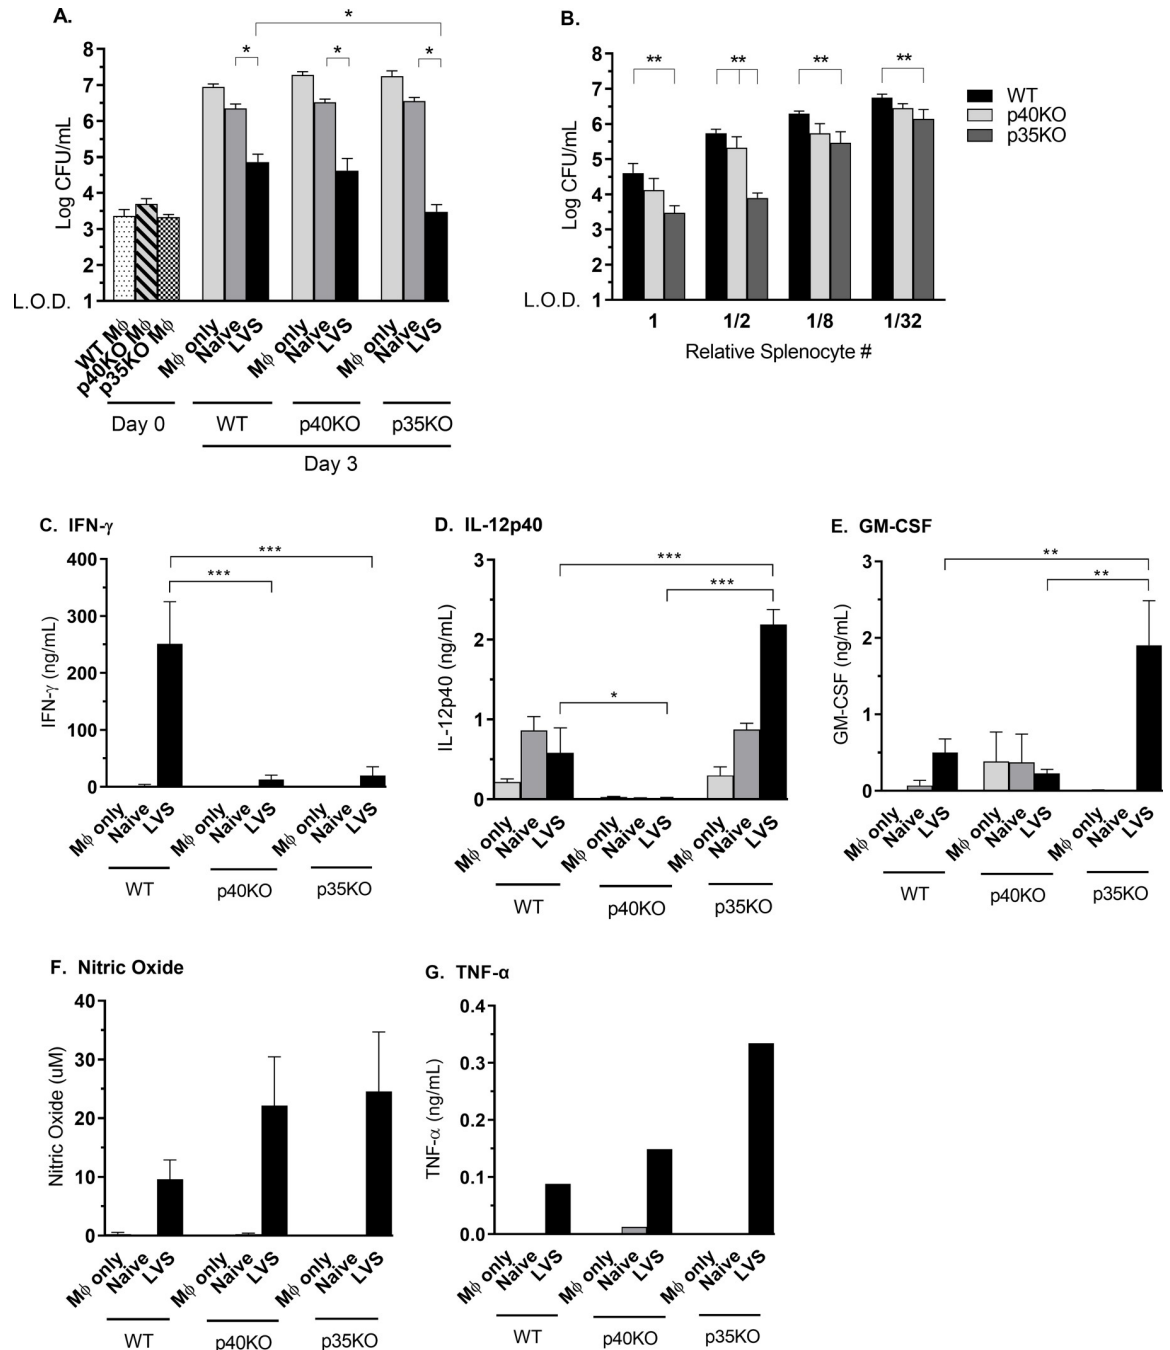 A.
*
*
*
*
8
7
6
5
4
3
2
L.O.D. 1
Log CFU/mL
WT Mϕ
p40KO Mϕ
p35KO Mϕ
Mϕ only
Naive
LVS
Mϕ only
Naive
LVS
Mϕ only
Naive
LVS
Day 0
WT
p40KO
p35KO
Day 3
B.
**
**
**
**
8
7
6
5
4
3
2
L.O.D. 1
Log CFU/mL
1 1/2 1/8 1/32
Relative Splenocyte #
WT
p40KO
p35KO
C. IFN-γ
***
***
400
300
200
100
0
IFN-γ (ng/mL)
Mϕ only
Naive
LVS
Mϕ only
Naive
LVS
Mϕ only
Naive
LVS
WT
p40KO
p35KO
D. IL-12p40
***
***
*
3
2
1
0
IL-12p40 (ng/mL)
Mϕ only
Naive
LVS
Mϕ only
Naive
LVS
Mϕ only
Naive
LVS
WT
p40KO
p35KO
E. GM-CSF
**
**
3
2
1
0
GM-CSF (ng/mL)
Mϕ only
Naive
LVS
Mϕ only
Naive
LVS
Mϕ only
Naive
LVS
WT
p40KO
p35KO
F. Nitric Oxide
40
30
20
10
0
Nitric Oxide (uM)
Mϕ only
Naive
LVS
Mϕ only
Naive
LVS
Mϕ only
Naive
LVS
WT
p40KO
p35KO
G. TNF-α
0.4
0.3
0.2
0.1
0.0
TNF-α (ng/mL)
Mϕ only
Naive
LVS
Mϕ only
Naive
LVS
Mϕ only
Naive
LVS
WT
p40KO
p35KO